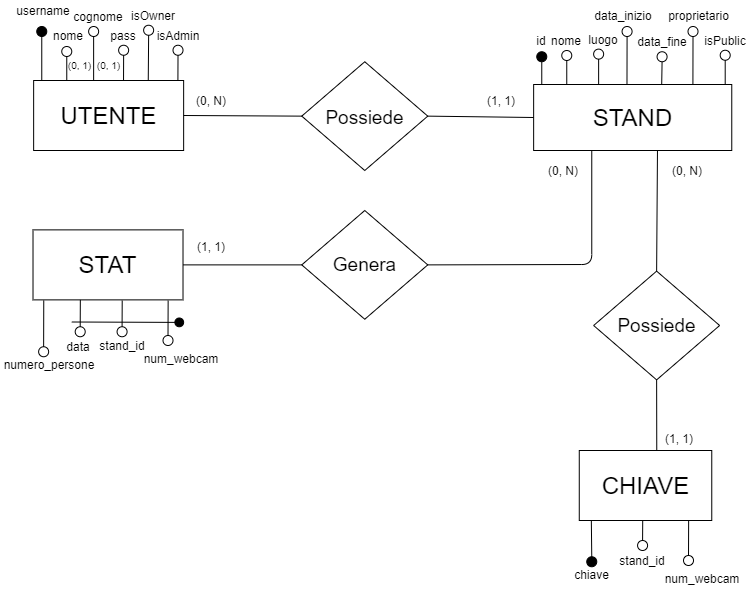 username
cognome
isOwner
nome
pass
isAdmin
(0, 1)
(0, 1)
UTENTE
(0, N)
Possiede
(1, 1)
data_inizio
proprietario
id
nome
luogo
data_fine
isPublic
STAND
(0, N)
(0, N)
STAT
(1, 1)
Genera
data
stand_id
num_webcam
numero_persone
Possiede
(1, 1)
CHIAVE
chiave
stand_id
num_webcam